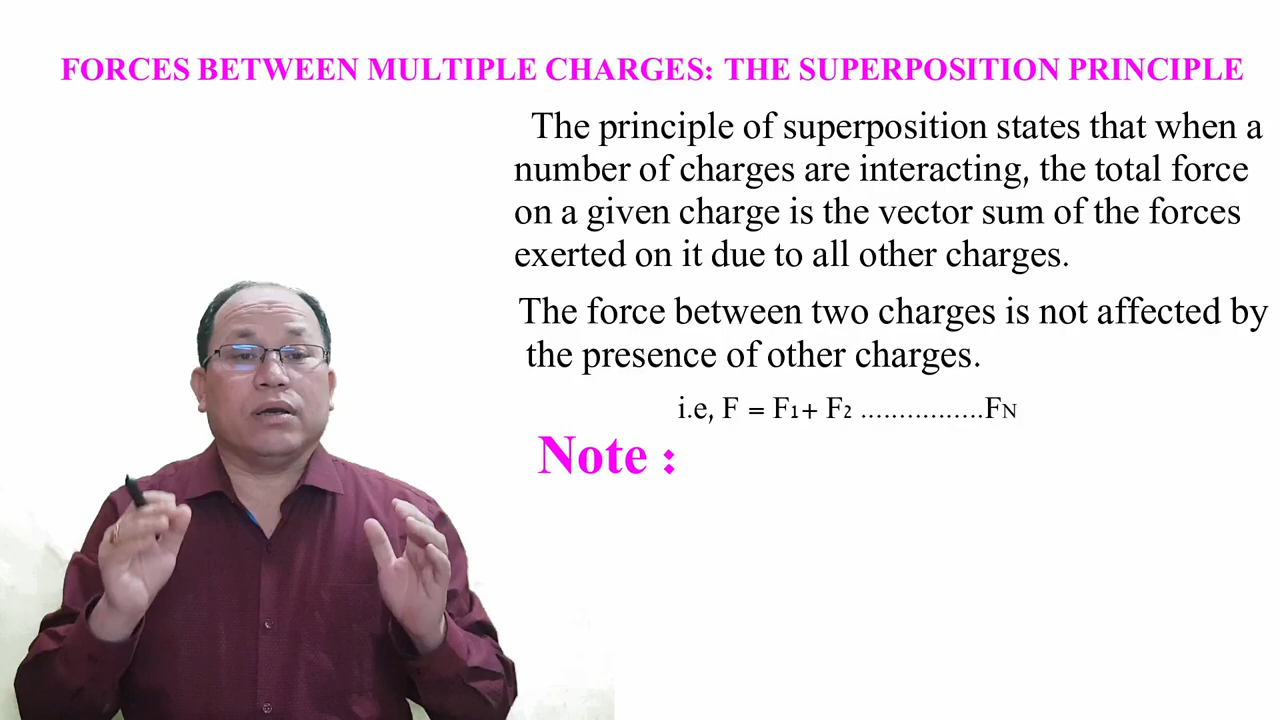 FORCES BETWEEN MULTIPLE CHARGES: THE SUPERPOSITION PRINCIPLE
The principle of superposition states that when a
number of charges are interacting, the total force
on a given charge is the vector sum of the forces
exerted on it due to all other charges.
The force between two charges is not affected by
the presence of other charges.
i.e, F = F1+ F2 ................FN
Note :